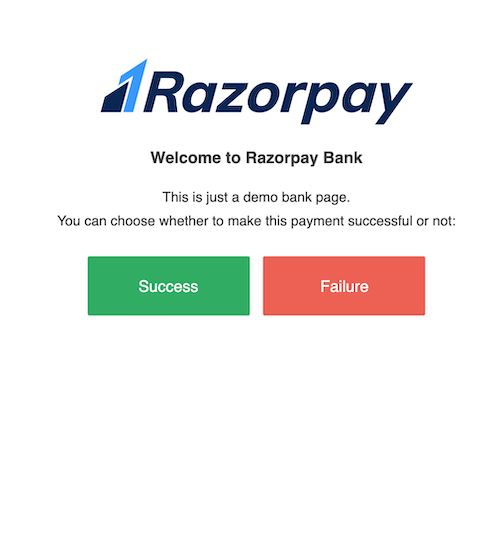 Razorpay
Welcome to Razorpay Bank
This is just a demo bank page.
You can choose whether to make this payment successful or not:
Success
Failure